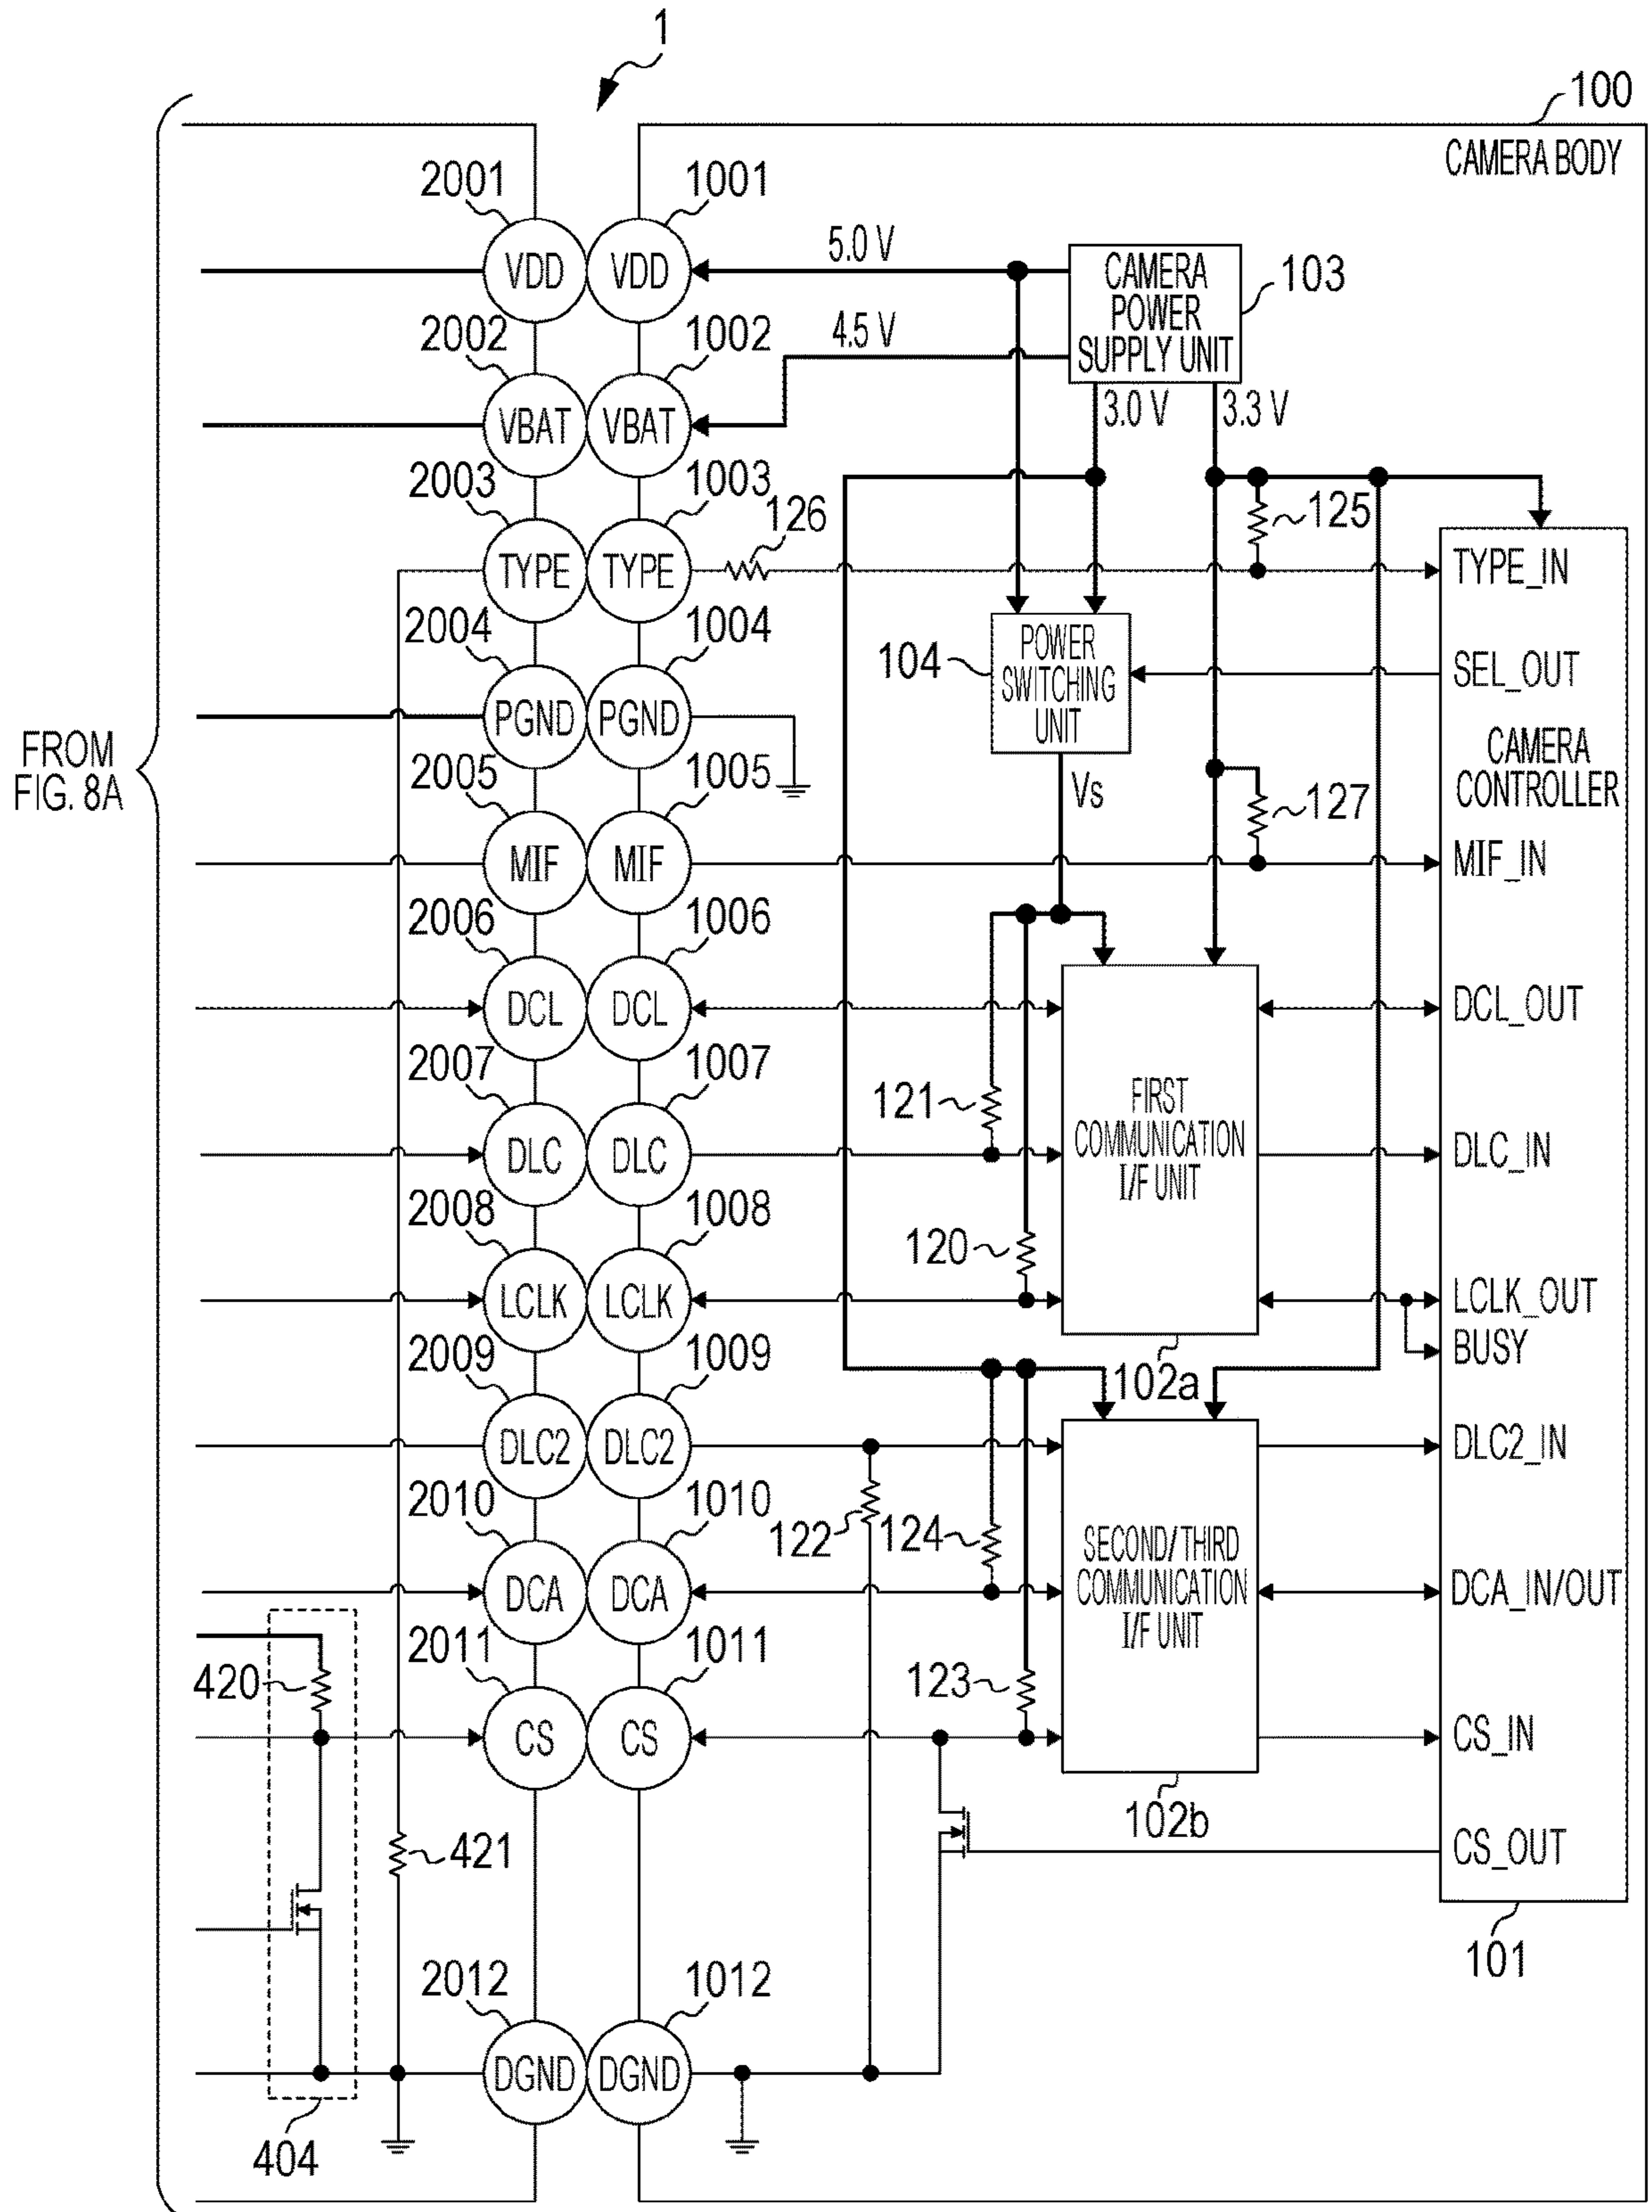 1
100
CAMERA BODY
2001
1001
VDD
VDD
5.0 V
CAMERA
POWER
SUPPLY UNIT
103
2002
1002
VBAT
VBAT
4.5 V
3.0 V
3.3 V
2003
1003
TYPE
TYPE
126
125
TYPE_IN
2004
1004
PGND
PGND
104
POWER
SWITCHING
UNIT
SEL_OUT
Vs
CAMERA
CONTROLLER
FROM
FIG. 8A
2005
1005
MIF
MIF
127
MIF_IN
2006
1006
DCL
DCL
DCL_OUT
2007
1007
DLC
DLC
121
FIRST
COMMUNICATION
I/F UNIT
DLC_IN
2008
1008
LCLK
LCLK
120
LCLK_OUT
BUSY
102a
2009
1009
DLC2
DLC2
DLC2_IN
2010
1010
DCA
DCA
122
124
SECOND/THIRD
COMMUNICATION
I/F UNIT
DCA_IN/OUT
2011
1011
CS
CS
420
123
CS_IN
102b
421
CS_OUT
101
2012
1012
DGND
DGND
404